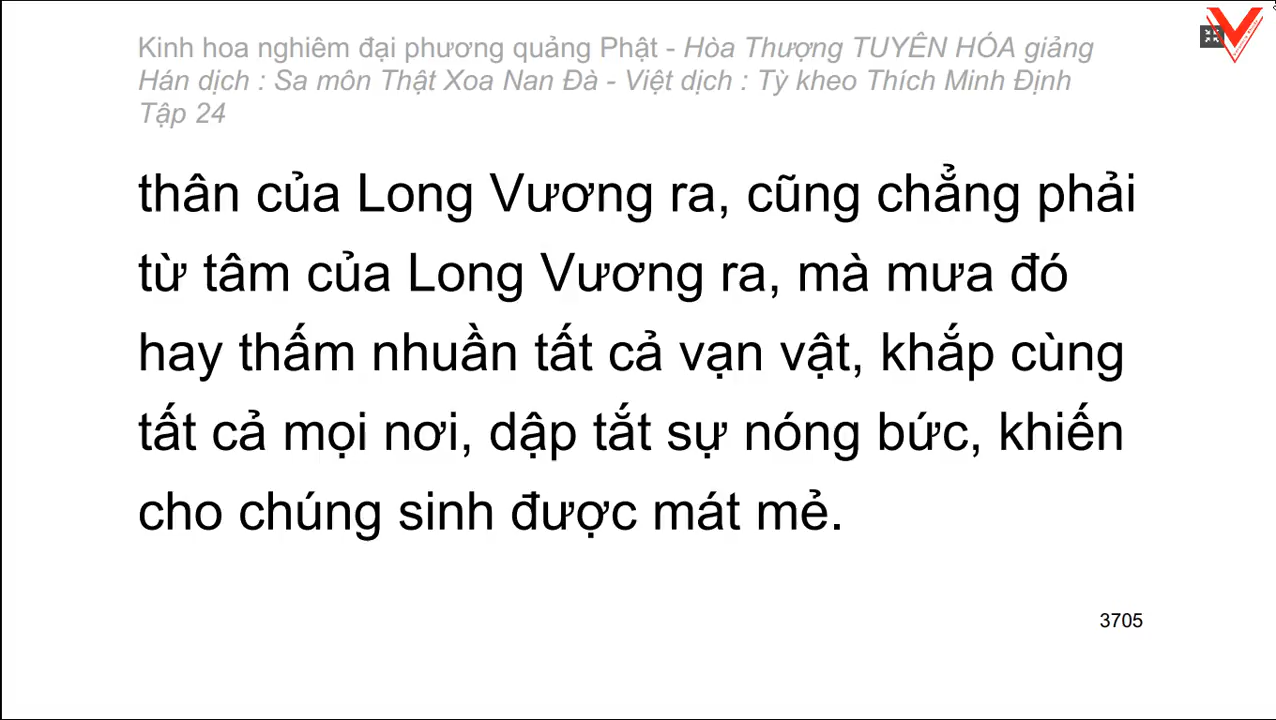 Kinh hoa nghiêm đại phương quảng Phật - Hòa Thượng TUYÊN HÓA giảng
Hán dịch : Sa môn Thật Xoa Nan Đà - Việt dịch : Tỳ kheo Thích Minh Định
Tập 24
thân của Long Vương ra, cũng chẳng phải
từ tâm của Long Vương ra, mà mưa đó
hay thấm nhuần tất cả vạn vật, khắp cùng
tất cả mọi nơi, dập tắt sự nóng bức, khiến
cho chúng sinh được mát mẻ.
3705